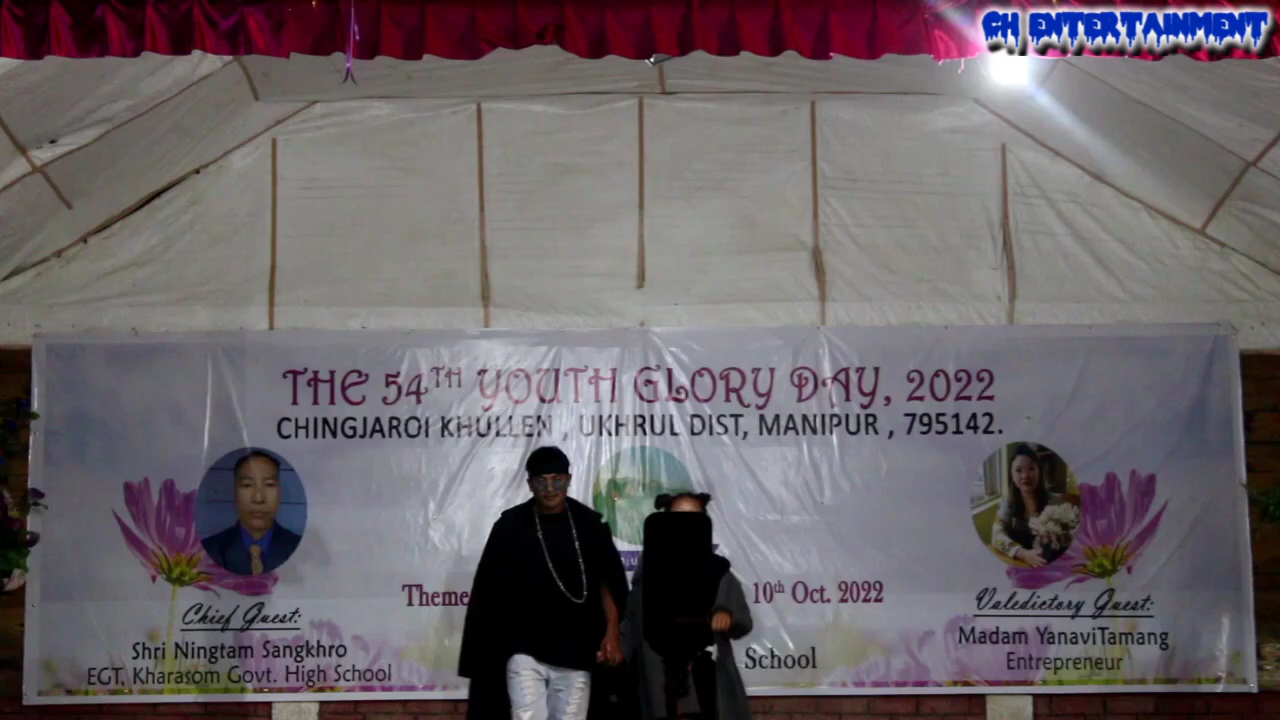 CH ENTERTAINMENT
THE 54TH YOUTH GLORY DAY, 2022
CHINGJAROI KHULLEN , UKHRUL DIST, MANIPUR , 795142.
Theme
10th Oct. 2022
School
Chief Guest:
Shri Ningtam Sangkhro
EGT, Kharasom Govt. High School
Valedictory Guest:
Madam YanaviTamang
Entrepreneur